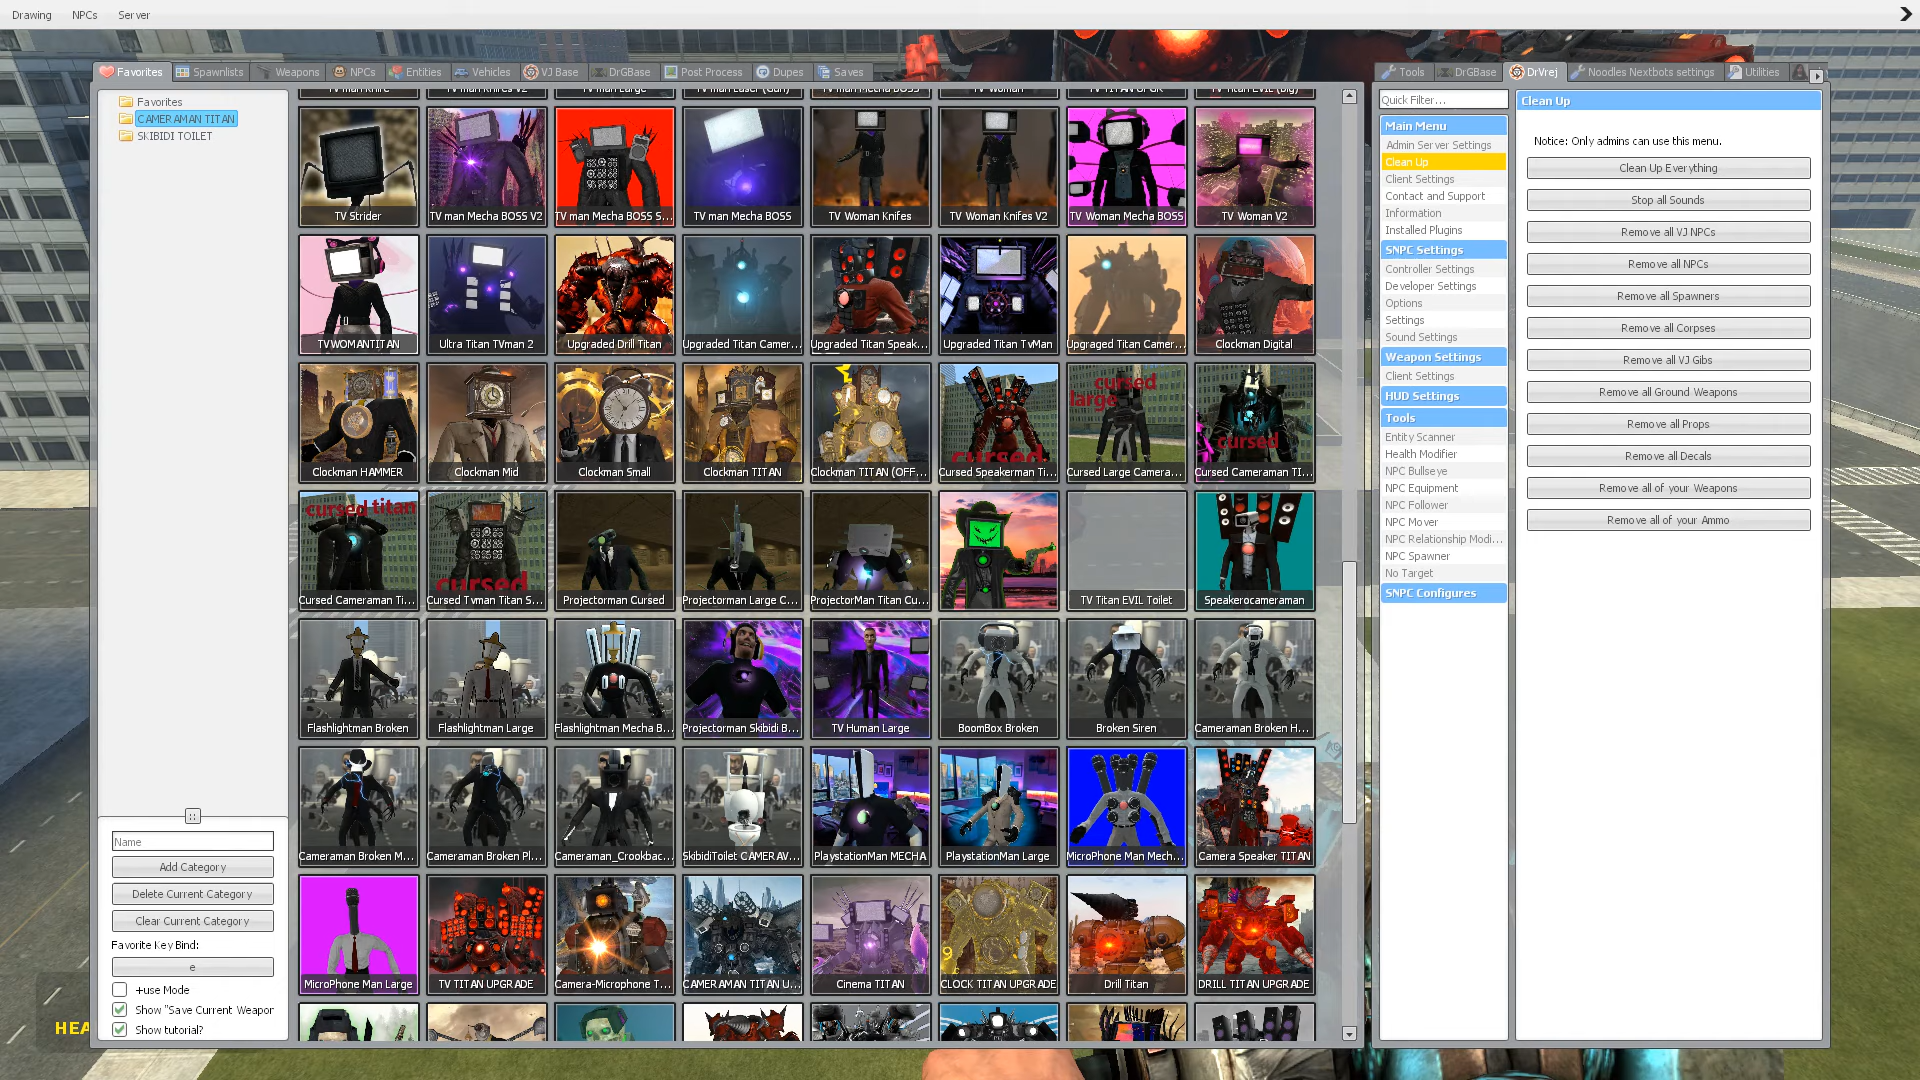 Drawing NPCs Server
Favorites Spawnlists Weapons NPCs Entities Vehicles VJ Base DrGBase Post Process Dupes Saves
Tools DrGBase DrVrej Noodles Nextbots settings Utilities
Favorites
CAMERAMAN TITAN
SKIBIDI TOILET
TV Strider
TV man Mecha BOSS V2
TV man Mecha BOSS S...
TV man Mecha BOSS
TV Woman Knifes
TV Woman Knifes V2
TV Woman Mecha BOSS
TV Woman V2
TVWOMANTITAN
Ultra Titan TVman 2
Upgraded Drill Titan
Upgraded Titan Camer...
Upgraded Titan Speak...
Upgraded Titan TvMan
Upgraged Titan Camer...
Clockman Digital
Clockman HAMMER
Clockman Mid
Clockman Small
Clockman TITAN
Clockman TITAN (OFF...
cursed
Cursed Speakerman Ti...
cursed
large
Cursed Large Camera...
cursed
Cursed Cameraman TI...
cursed titan
Cursed Cameraman Ti...
cursed
Cursed Tvman Titan S...
Projectorman Cursed
Projectorman Large C...
ProjectorMan Titan Cu...
TV Titan EVIL Toilet
Speakerocameraman
Flashlightman Broken
Flashlightman Large
Flashlightman Mecha B...
Projectorman Skibidi B...
TV Human Large
BoomBox Broken
Broken Siren
Cameraman Broken H...
Cameraman Broken M...
Cameraman Broken Pl...
Cameraman_Crookbac...
SkibidiToilet CAMERAV...
PlaystationMan MECHA
PlaystationMan Large
MicroPhone Man Mech...
Camera Speaker TITAN
MicroPhone Man Large
TV TITAN UPGRADE
Camera-Microphone T...
CAMERAMAN TITAN U...
Cinema TITAN
CLOCK TITAN UPGRADE
Drill Titan
DRILL TITAN UPGRADE
Name
Add Category
Delete Current Category
Clear Current Category
Favorite Key Bind:
e
+use Mode
Show "Save Current Weapor
Show tutorial?
HEA
Quick Filter...
Main Menu
Admin Server Settings
Clean Up
Client Settings
Contact and Support
Information
Installed Plugins
SNPC Settings
Controller Settings
Developer Settings
Options
Settings
Sound Settings
Weapon Settings
Client Settings
HUD Settings
Tools
Entity Scanner
Health Modifier
NPC Bullseye
NPC Equipment
NPC Follower
NPC Mover
NPC Relationship Modi...
NPC Spawner
No Target
SNPC Configures
Clean Up
Notice: Only admins can use this menu.
Clean Up Everything
Stop all Sounds
Remove all VJ NPCs
Remove all NPCs
Remove all Spawners
Remove all Corpses
Remove all VJ Gibs
Remove all Ground Weapons
Remove all Props
Remove all Decals
Remove all of your Weapons
Remove all of your Ammo